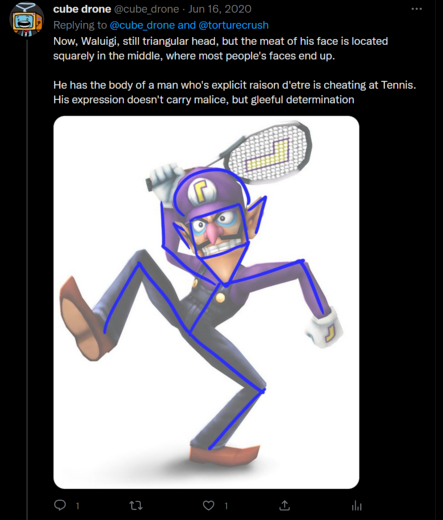 cube drone @cube_drone · Jun 16, 2020
Replying to @cube_drone and @torturecrush
Now, Waluigi, still triangular head, but the meat of his face is located
squarely in the middle, where most people's faces end up.
He has the body of a man who's explicit raison d'etre is cheating at Tennis.
His expression doesn't carry malice, but gleeful determination
1
1